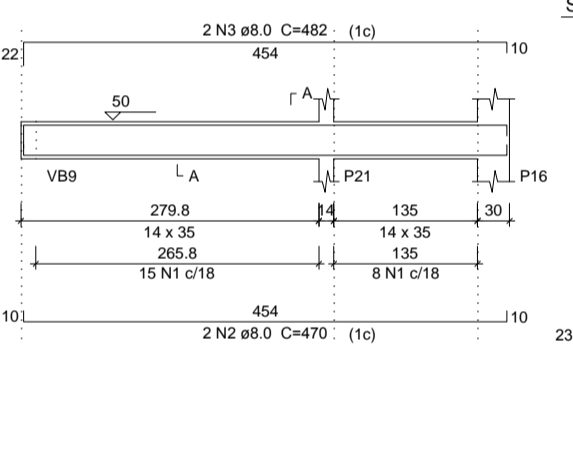 S
2 N3 ø8.0 C=482 (1c)
22
454
10
A
50
VB9
A
P21
P16
279.8
14
135
30
14 x 35
14 x 35
265.8
135
15 N1 c/18
8 N1 c/18
10
454
10
2 N2 ø8.0 C=470 (1c)
23